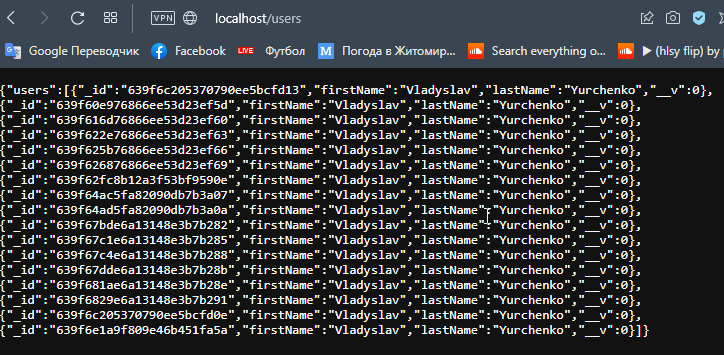 VPN localhost/users
Google Переводчик Facebook LIVE Футбол M Погода в Житомир... Search everything o... (hlsy flip) by
{"users":[{"_id":"639f6c205370790ee5bcfd13","firstName":"Vladyslav","lastName":"Yurchenko","__v":0},
{"_id":"639f60e976866ee53d23ef5d","firstName":"Vladyslav","lastName":"Yurchenko","__v":0},
{"_id":"639f616d76866ee53d23ef60","firstName":"Vladyslav","lastName":"Yurchenko","__v":0},
{"_id":"639f622e76866ee53d23ef63","firstName":"Vladyslav","lastName":"Yurchenko","__v":0},
{"_id":"639f625b76866ee53d23ef66","firstName":"Vladyslav","lastName":"Yurchenko","__v":0},
{"_id":"639f626876866ee53d23ef69","firstName":"Vladyslav","lastName":"Yurchenko","__v":0},
{"_id":"639f62fc8b12a3f53bf9590e","firstName":"Vladyslav","lastName":"Yurchenko","__v":0},
{"_id":"639f64ac5fa82090db7b3a07","firstName":"Vladyslav","lastName":"Yurchenko","__v":0},
{"_id":"639f64ad5fa82090db7b3a0a","firstName":"Vladyslav","lastName":"Yurchenko","__v":0},
{"_id":"639f67bde6a13148e3b7b282","firstName":"Vladyslav","lastName":"Yurchenko","__v":0},
{"_id":"639f67c1e6a13148e3b7b285","firstName":"Vladyslav","lastName":"Yurchenko","__v":0},
{"_id":"639f67c4e6a13148e3b7b288","firstName":"Vladyslav","lastName":"Yurchenko","__v":0},
{"_id":"639f67dde6a13148e3b7b28b","firstName":"Vladyslav","lastName":"Yurchenko","__v":0},
{"_id":"639f681ae6a13148e3b7b28e","firstName":"Vladyslav","lastName":"Yurchenko","__v":0},
{"_id":"639f6829e6a13148e3b7b291","firstName":"Vladyslav","lastName":"Yurchenko","__v":0},
{"_id":"639f6c205370790ee5bcfd0e","firstName":"Vladyslav","lastName":"Yurchenko","__v":0},
{"_id":"639f6e1a9f809e46b451fa5a","firstName":"Vladyslav","lastName":"Yurchenko","__v":0}]}